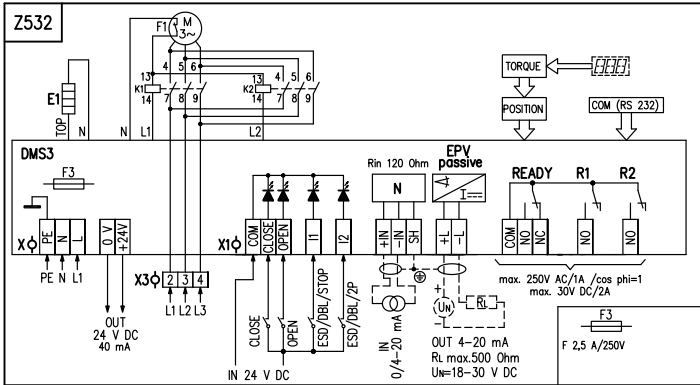 Z532
F1
M
3~
4 5 6
13
K1
14
7 8 9
13
K2
14
4
5
6
7 8 9
E1
TOP
N
N
L1
L2
TORQUE
POSITION
COM (RS 232)
DMS3
F3
Rin 120 Ohm
N
EPV
passive
I
READY
R1
R2
X
PE
N
L
0 V
+24V
X1
COM
CLOSE
OPEN
I1
I2
+IN
-IN
SH
+L
-L
COM
NO
NC
NO
NO
PE N L1
X3
2 3 4
L1 L2 L3
OUT
24 V DC
40 mA
CLOSE
OPEN
ESD/DBL/STOP
ESD/DBL/2P
IN 24 V DC
IN
0/4-20 mA
+
UN
-
RL
OUT 4-20 mA
RL max.500 Ohm
UN=18-30 V DC
max. 250V AC/1A /cos phi=1
max. 30V DC/2A
F3
F 2,5 A/250V